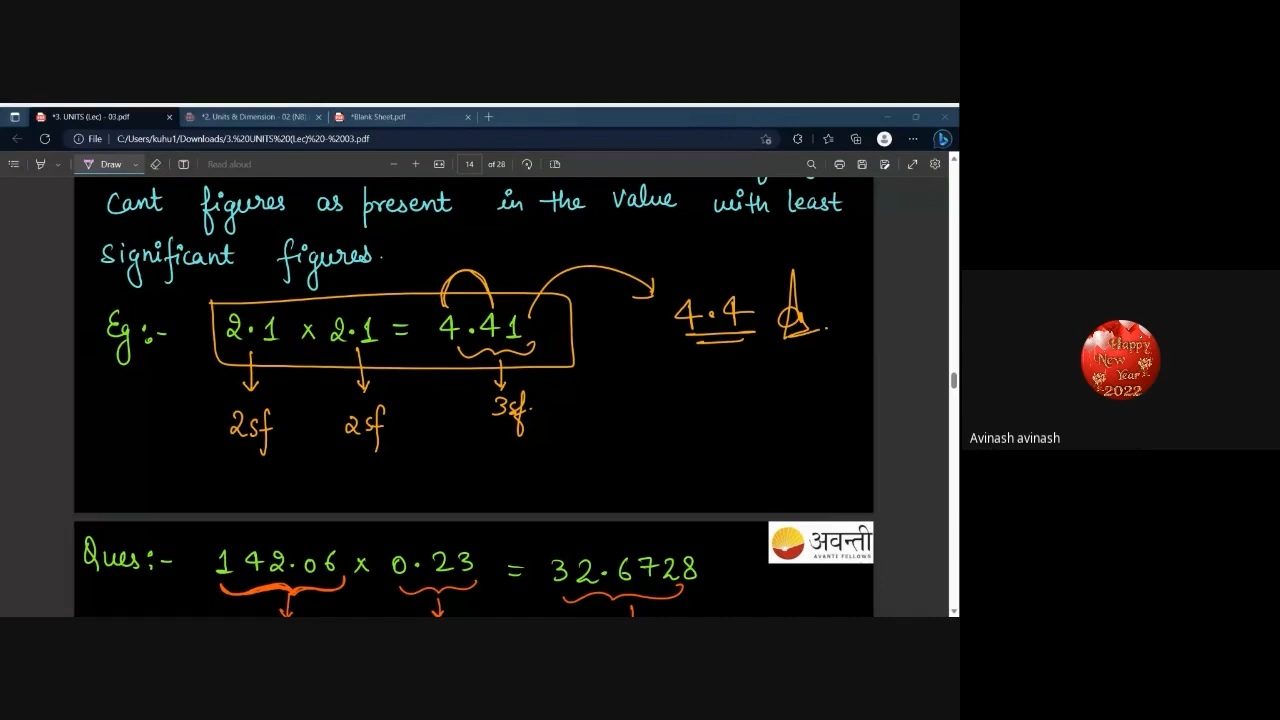 *3. UNITS (Lec) - 03.pdf
*2. Units & Dimension - 02 (N8)
*Blank Sheet.pdf
File C:/Users/kuhu1/Downloads/3.%20UNITS%20(Lec)%20-%2003.pdf
Draw Read aloud 14 of 28
cant figures as present in the value with least
significant figures.
Eg:- 2.1 x 2.1 = 4.41 4.4
2sf 2sf 3sf.
Ques:- 142.06 x 0.23 = 32.6728
अवन्ती
AVANTI FELLOWS
Happy
New
Year
2022
Avinash avinash